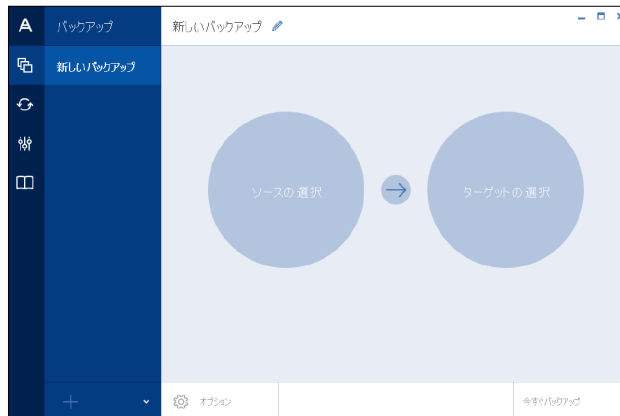 バックアップ
新しいバックアップ
新しいバックアップ
ソースの選択
ターゲットの選択
オプション
今すぐバックアップ